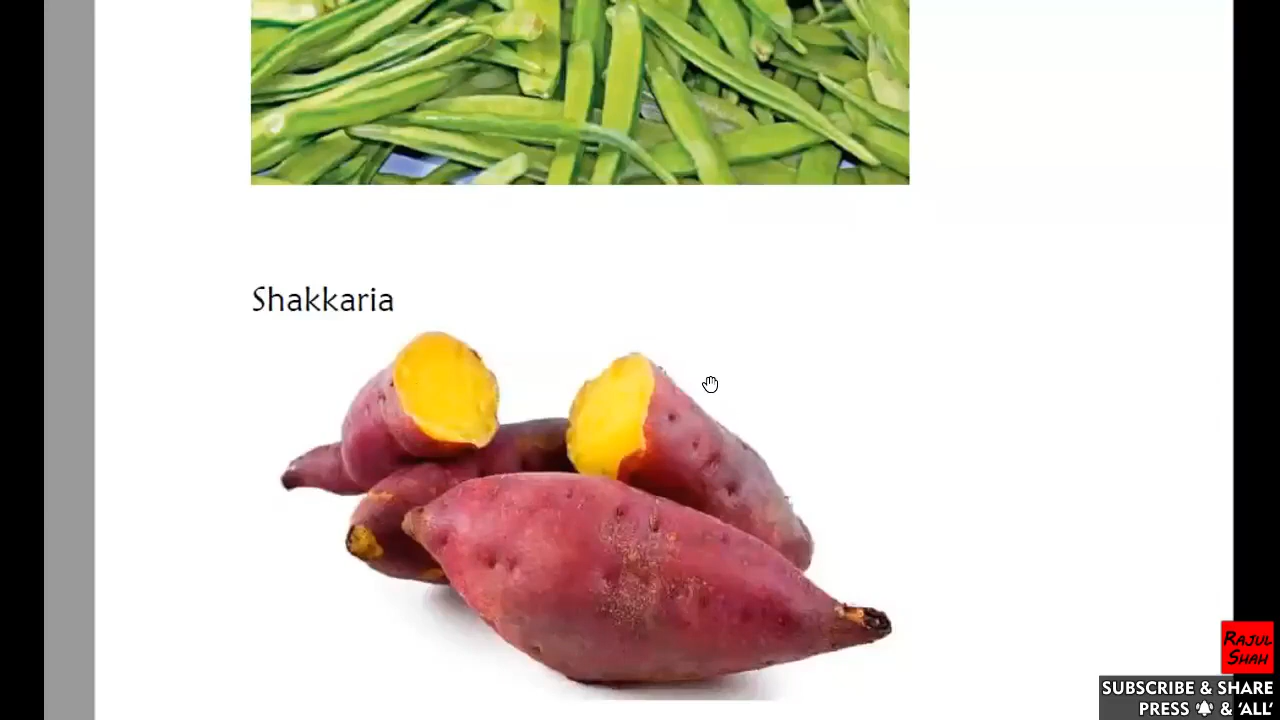 Shakkaria
RAJUL
SHAH
SUBSCRIBE & SHARE
PRESS & 'ALL'